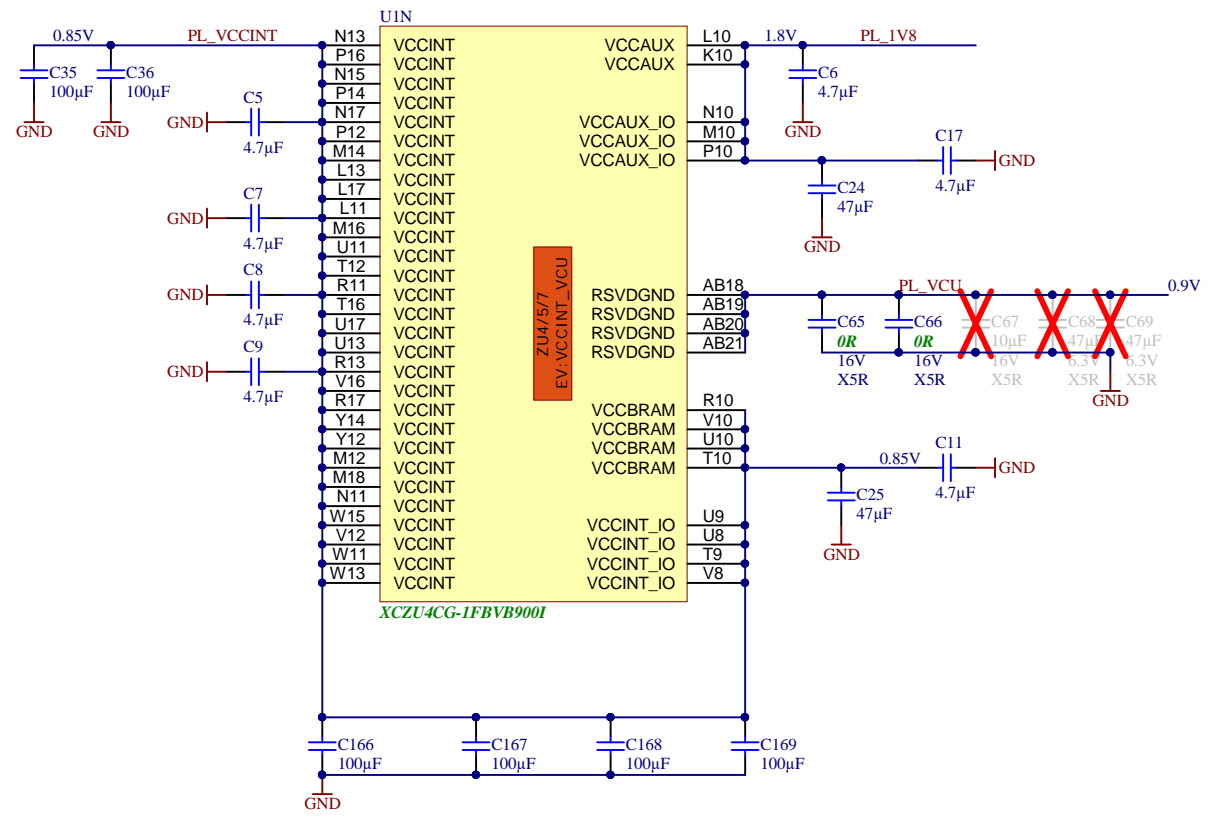 U1N
0.85V
PL_VCCINT
C35
100µF
GND
C36
100µF
GND
GND
C5
4.7µF
GND
C7
4.7µF
GND
C8
4.7µF
GND
C9
4.7µF
N13 VCCINT
P16 VCCINT
N15 VCCINT
P14 VCCINT
N17 VCCINT
P12 VCCINT
M14 VCCINT
L13 VCCINT
L17 VCCINT
L11 VCCINT
M16 VCCINT
U11 VCCINT
T12 VCCINT
R11 VCCINT
T16 VCCINT
U17 VCCINT
U13 VCCINT
R13 VCCINT
V16 VCCINT
R17 VCCINT
Y14 VCCINT
Y12 VCCINT
M12 VCCINT
M18 VCCINT
N11 VCCINT
W15 VCCINT
V12 VCCINT
W11 VCCINT
W13 VCCINT
ZU4/5/7
EV:VCCINT_VCU
VCCAUX L10
VCCAUX K10
VCCAUX_IO N10
VCCAUX_IO M10
VCCAUX_IO P10
RSVDGND AB18
RSVDGND AB19
RSVDGND AB20
RSVDGND AB21
VCCBRAM R10
VCCBRAM V10
VCCBRAM U10
VCCBRAM T10
VCCINT_IO U9
VCCINT_IO U8
VCCINT_IO T9
VCCINT_IO V8
XCZU4CG-1FBVB900I
1.8V
PL_1V8
C6
4.7µF
GND
C17
4.7µF
GND
C24
47µF
GND
PL_VCU
0.9V
C65
0R
16V
X5R
C66
0R
16V
X5R
C67
10µF
16V
X5R
C68
47µF
6.3V
X5R
C69
47µF
6.3V
X5R
GND
0.85V
C11
4.7µF
GND
C25
47µF
GND
C166
100µF
C167
100µF
C168
100µF
C169
100µF
GND